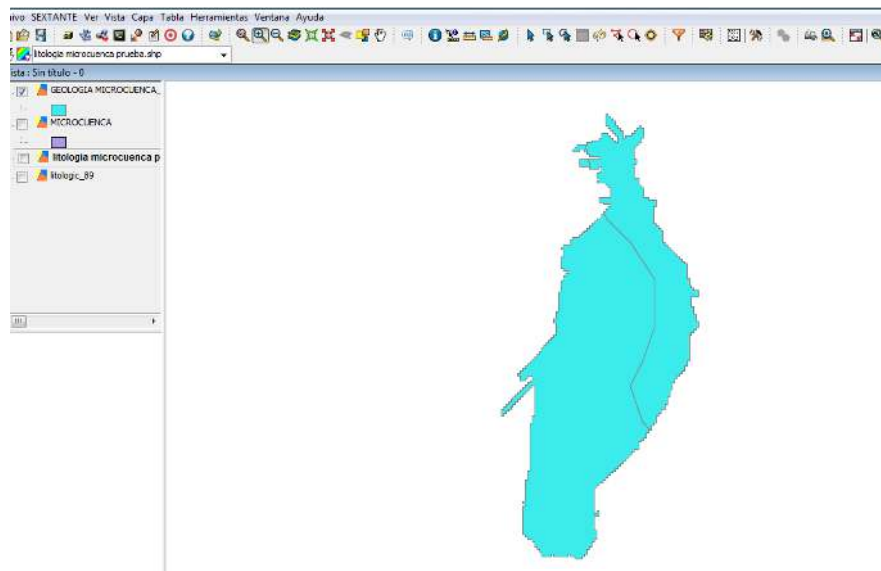 ivo SEXTANTE Ver Vista Capa Tabla Herramientas Ventana Ayuda
litologia microcuenca prueba.shp
ista : Sin título - 0
GEOLOGIA MICROCUENCA_
MICROCUENCA
litologia microcuenca p
litologic_89